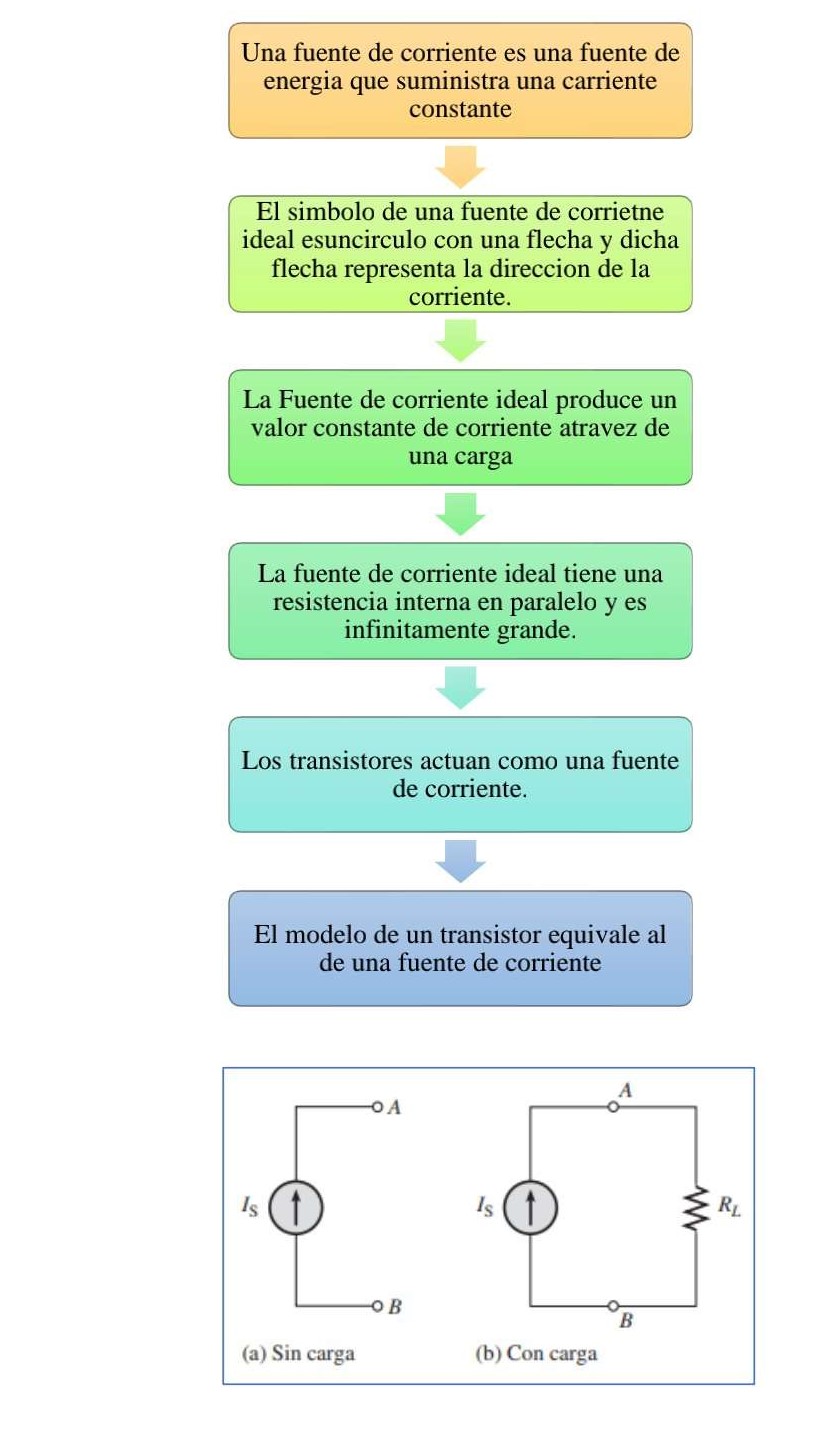 Una fuente de corriente es una fuente de
energia que suministra una carriente
constante
El simbolo de una fuente de corrietne
ideal esuncirculo con una flecha y dicha
flecha representa la direccion de la
corriente.
La Fuente de corriente ideal produce un
valor constante de corriente atravez de
una carga
La fuente de corriente ideal tiene una
resistencia interna en paralelo y es
infinitamente grande.
Los transistores actuan como una fuente
de corriente.
El modelo de un transistor equivale al
de una fuente de corriente
A
I_S
B
(a) Sin carga
A
I_S
R_L
B
(b) Con carga